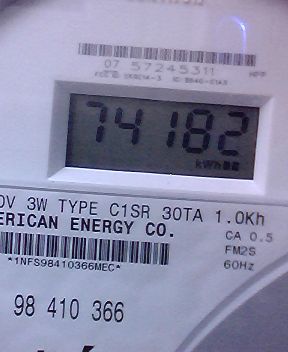 07 57245311
HPP
74182
kWh
0V 3W TYPE C1SR 30TA 1.0Kh
ERICAN ENERGY CO.
CA 0.5
FM2S
*1NFS98410366MEC*
60Hz
98 410 366